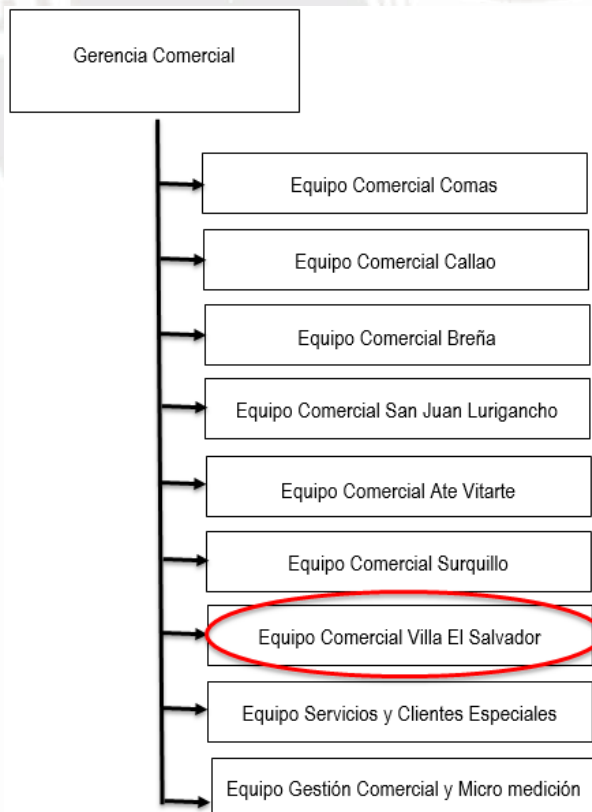 Gerencia Comercial
Equipo Comercial Comas
Equipo Comercial Callao
Equipo Comercial Breña
Equipo Comercial San Juan Lurigancho
Equipo Comercial Ate Vitarte
Equipo Comercial Surquillo
Equipo Comercial Villa El Salvador
Equipo Servicios y Clientes Especiales
Equipo Gestión Comercial y Micro medición